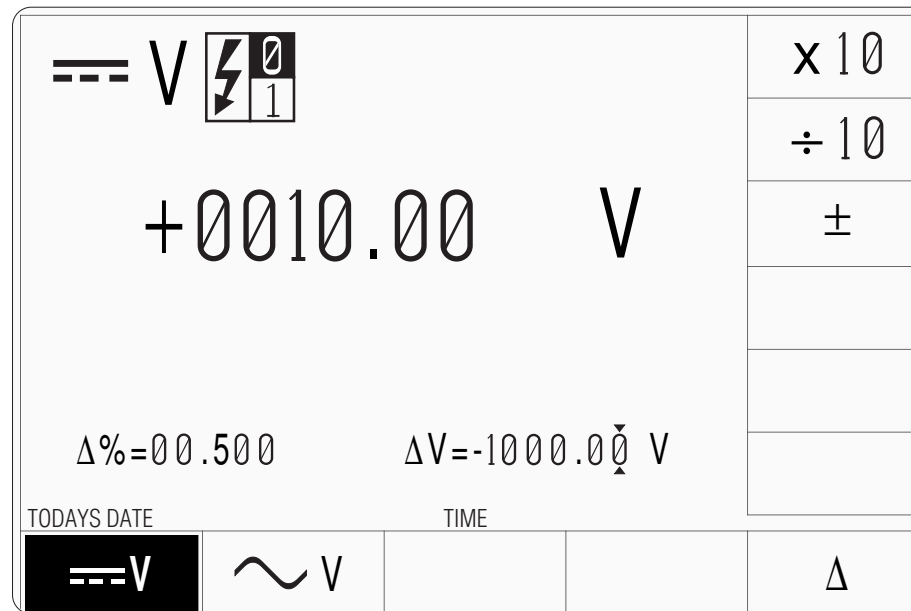 V 0
1
x10
÷10
+0010.00 V
±
Δ%=00.500 ΔV=-1000.00 V
TODAYS DATE TIME
V
V
Δ